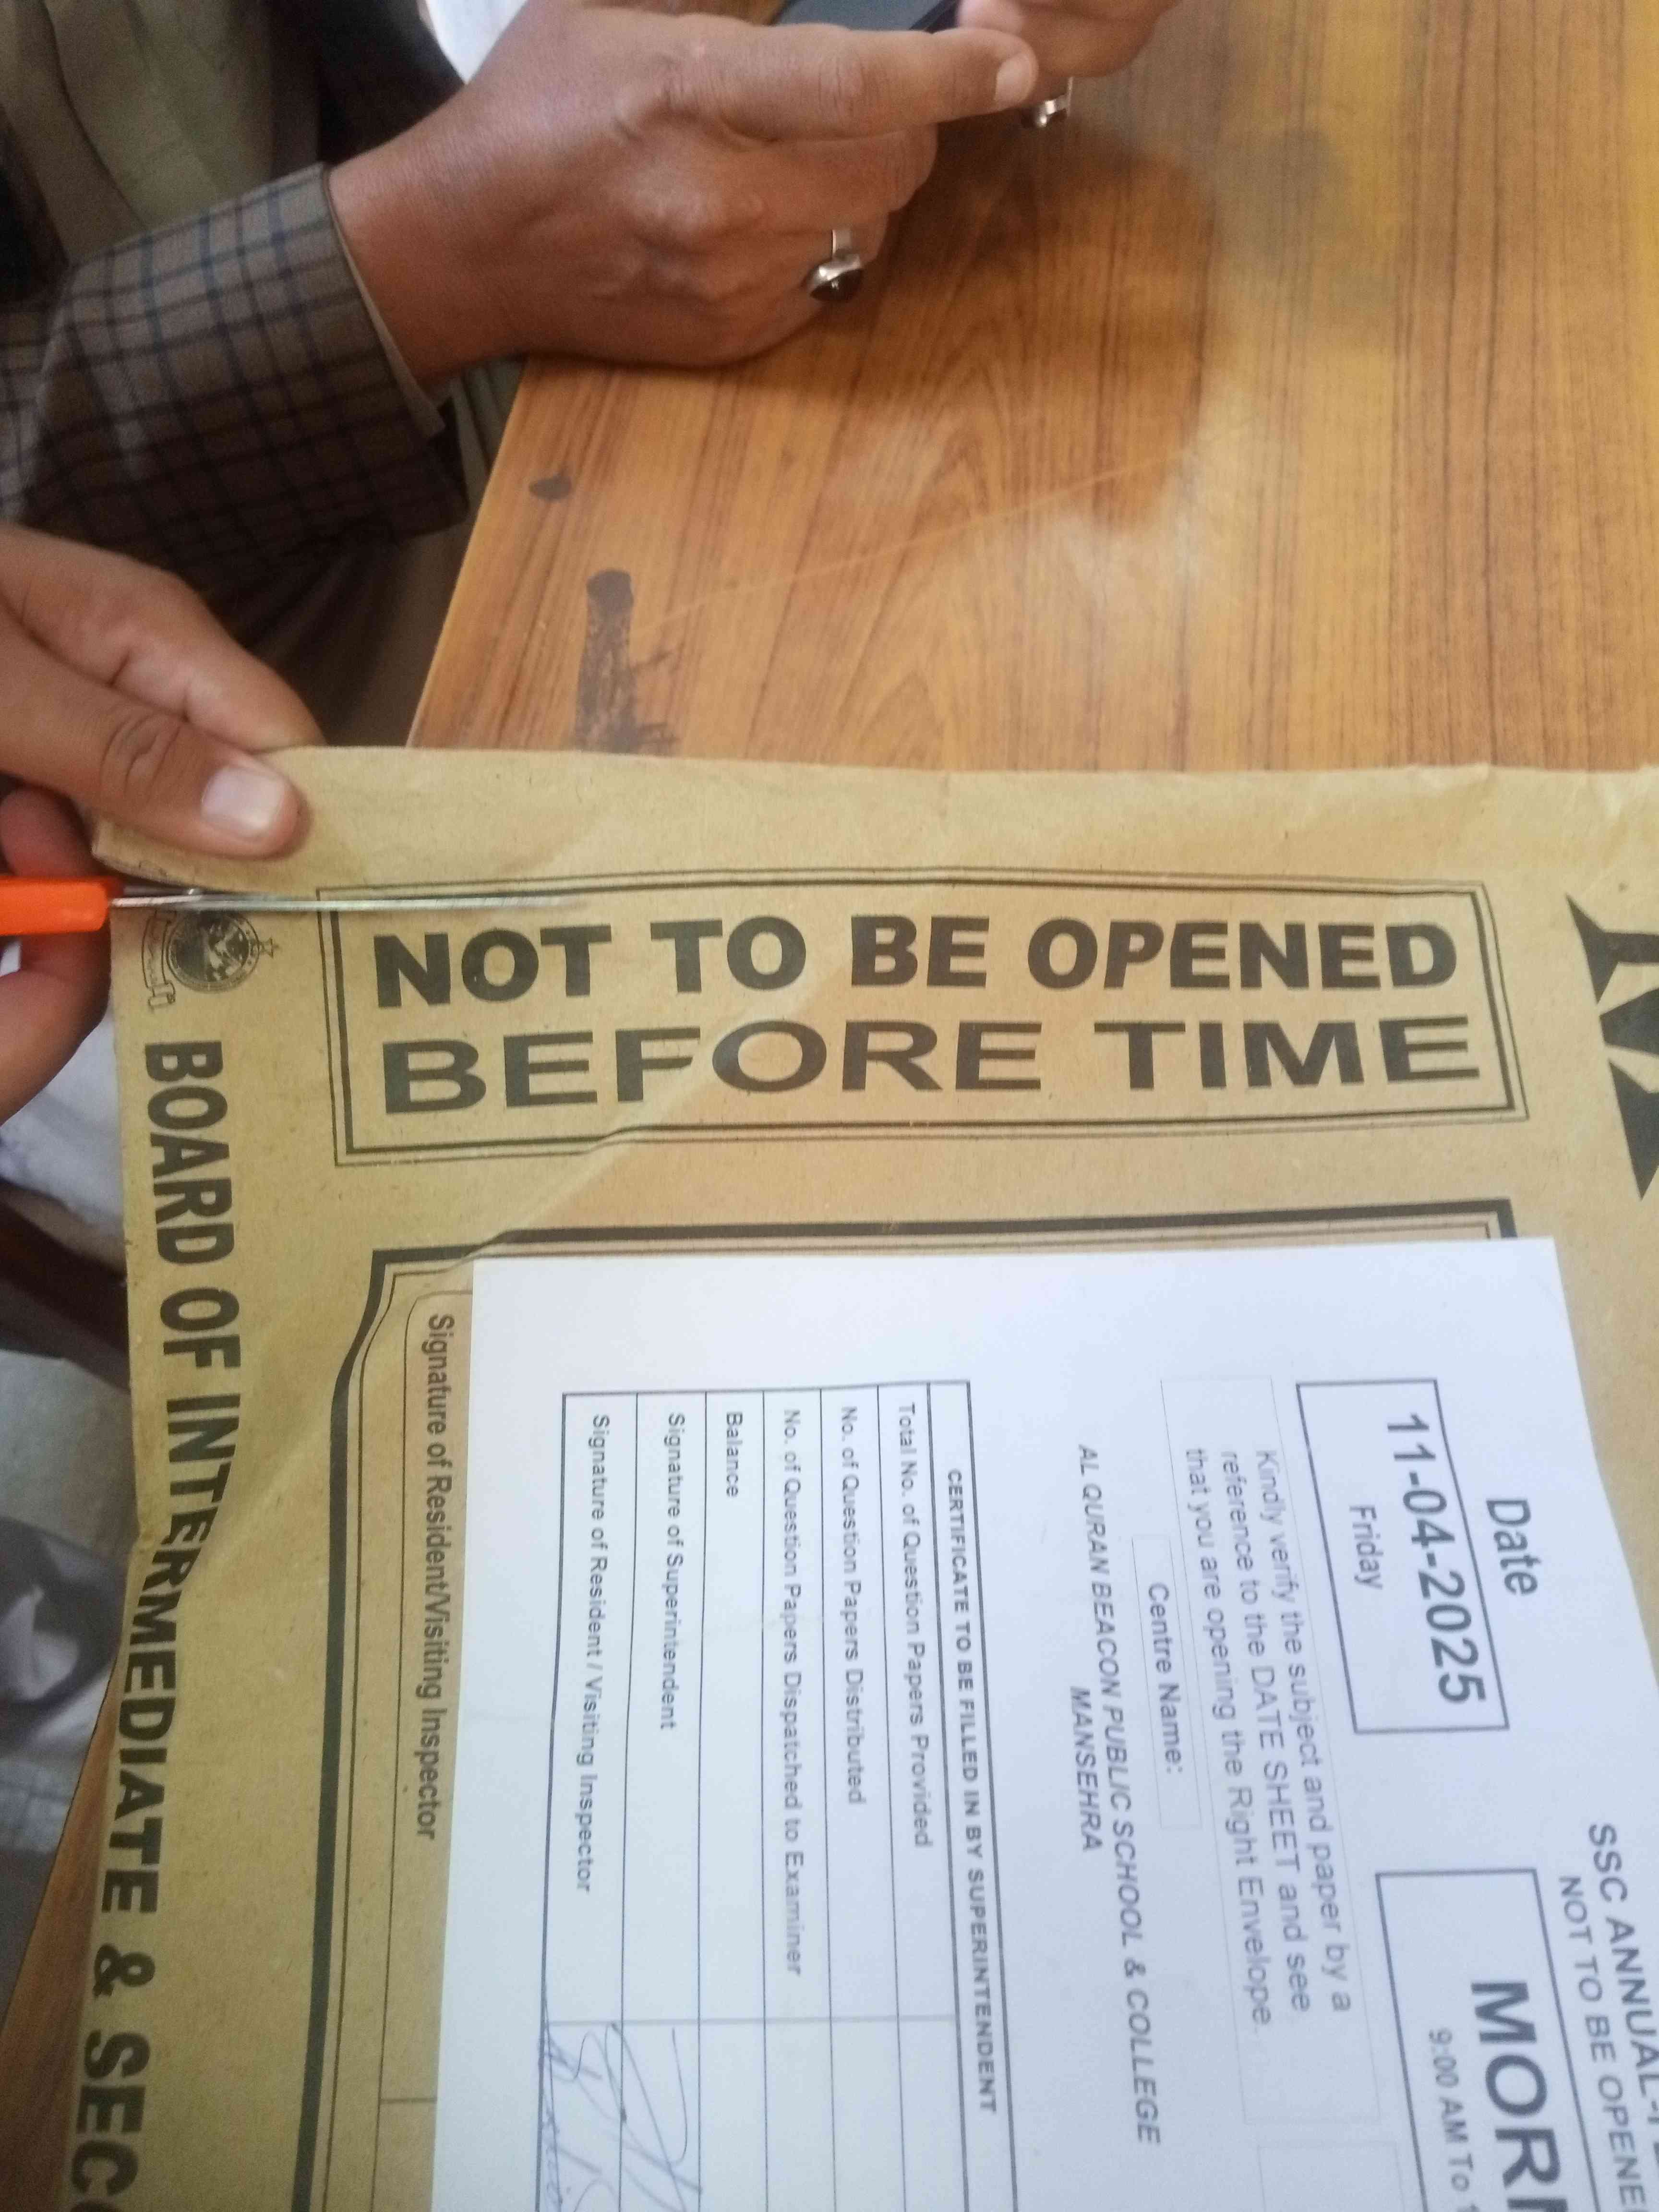 NOT TO BE OPENED
BEFORE TIME
BOARD OF INTERMEDIATE &
SSC ANNUAL-
NOT TO BE
Date
11-04-2025
Friday
9:00 AM To
Kindly verify the subject and paper by a
reference to the DATE SHEET and see
that you are opening the Right Envelope.
Centre Name:
AL QURAN BEACON PUBLIC SCHOOL & COLLEGE
MANSEHRA
CERTIFICATE TO BE FILLED IN BY SUPERINTENDENT
Total No. of Question Papers Provided
No. of Question Papers Distributed
No. of Question Papers Dispatched to Examiner
Balance
Signature of Superintendent
Signature of Resident / Visiting Inspector
Signature of Resident/Visiting Inspector